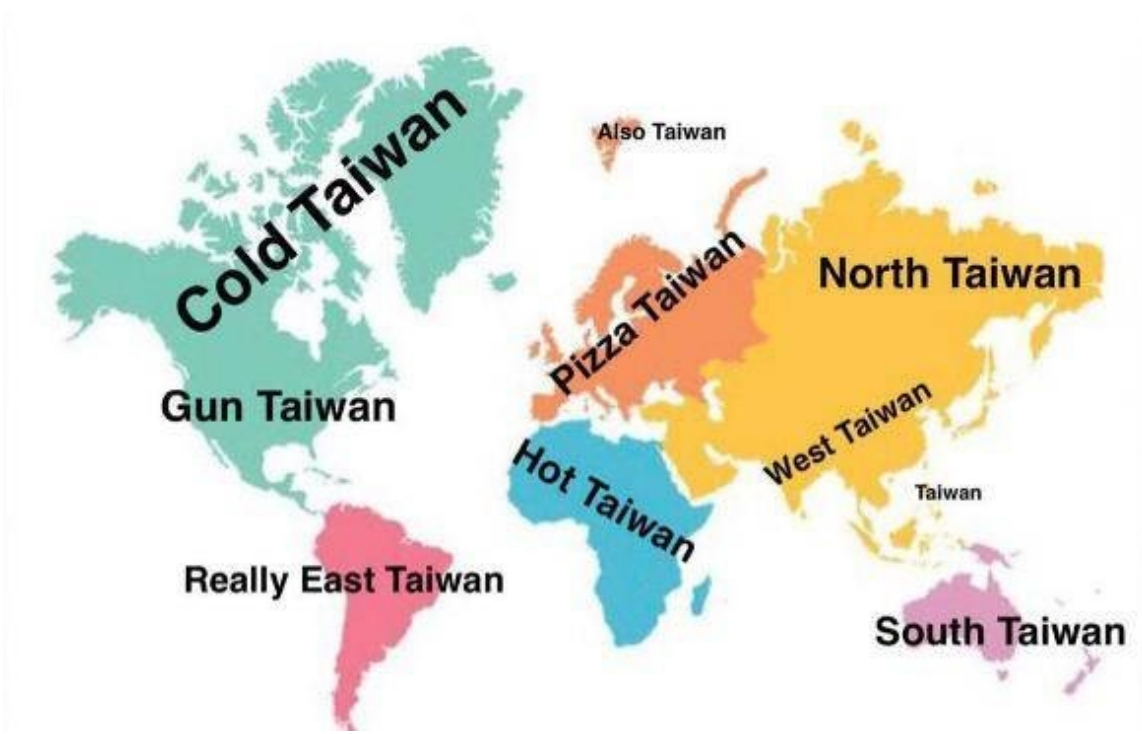 Cold Taiwan
Also Taiwan
Pizza Taiwan
North Taiwan
Gun Taiwan
West Taiwan
Hot Taiwan
Taiwan
Really East Taiwan
South Taiwan